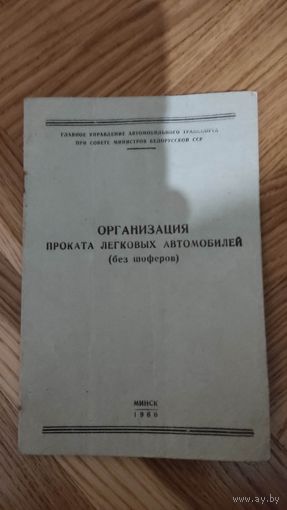 ГЛАВНОЕ УПРАВЛЕНИЕ АВТОМОБИЛЬНОГО ТРАНСПОРТА
ПРИ СОВЕТЕ МИНИСТРОВ БЕЛОРУССКОЙ ССР
ОРГАНИЗАЦИЯ
ПРОКАТА ЛЕГКОВЫХ АВТОМОБИЛЕЙ
(без шоферов)
МИНСК
1960
www.ay.by